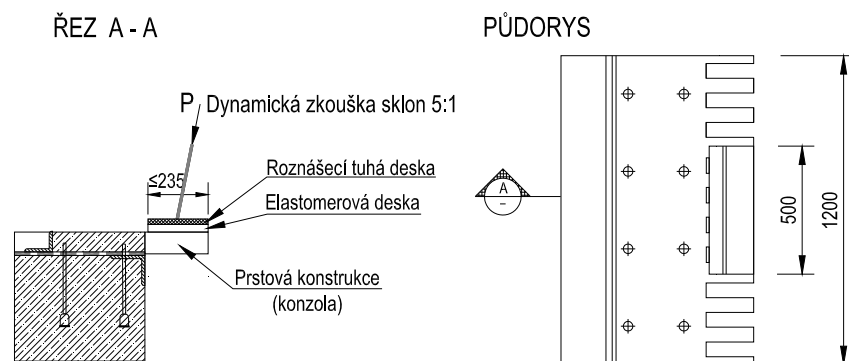 ŘEZ A - A
PŮDORYS
P
Dynamická zkouška sklon 5:1
≤235
Roznášecí tuhá deska
Elastomerová deska
Prstová konstrukce
(konzola)
A
–
500
1200